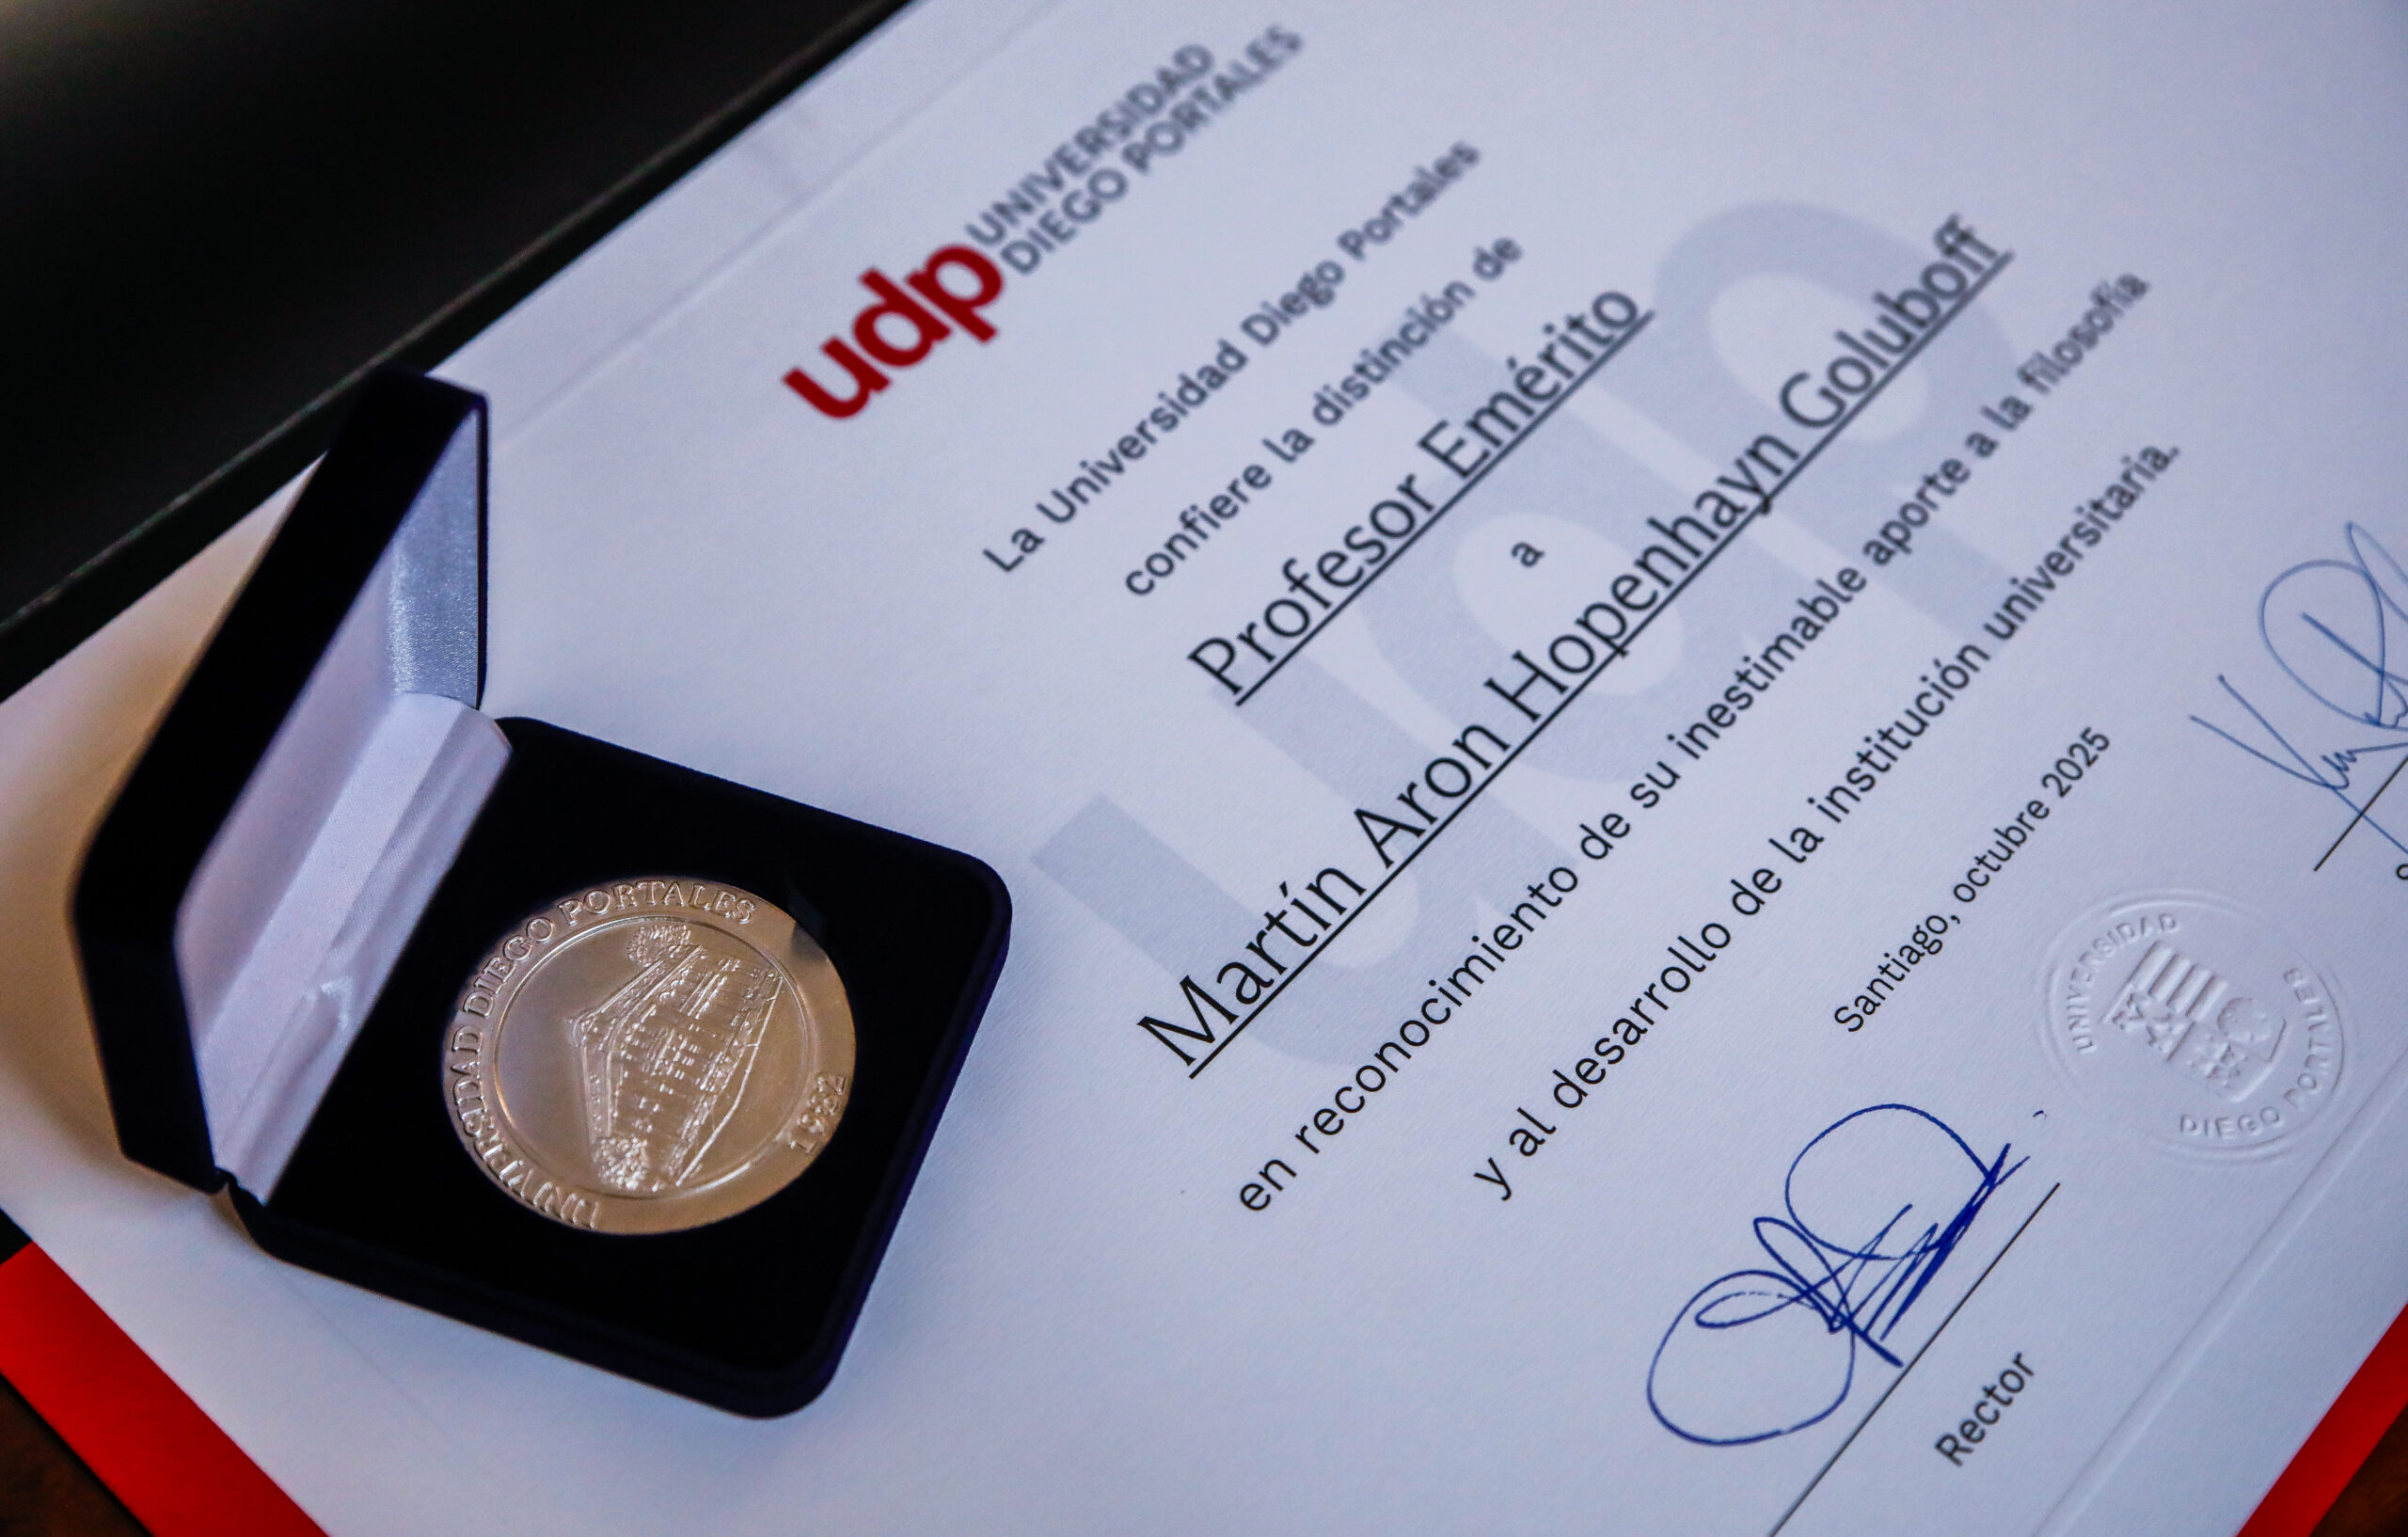 udp UNIVERSIDAD
DIEGO PORTALES
La Universidad Diego Portales
confiere la distinción de
Profesor Emérito
a
Martín Aron Hopenhayn Goluboff
en reconocimiento de su inestimable aporte a la filosofía
y al desarrollo de la institución universitaria.
Santiago, octubre 2025
UNIVERSIDAD
DIEGO PORTALES
Rector
UNIVERSIDAD DIEGO PORTALES
1982